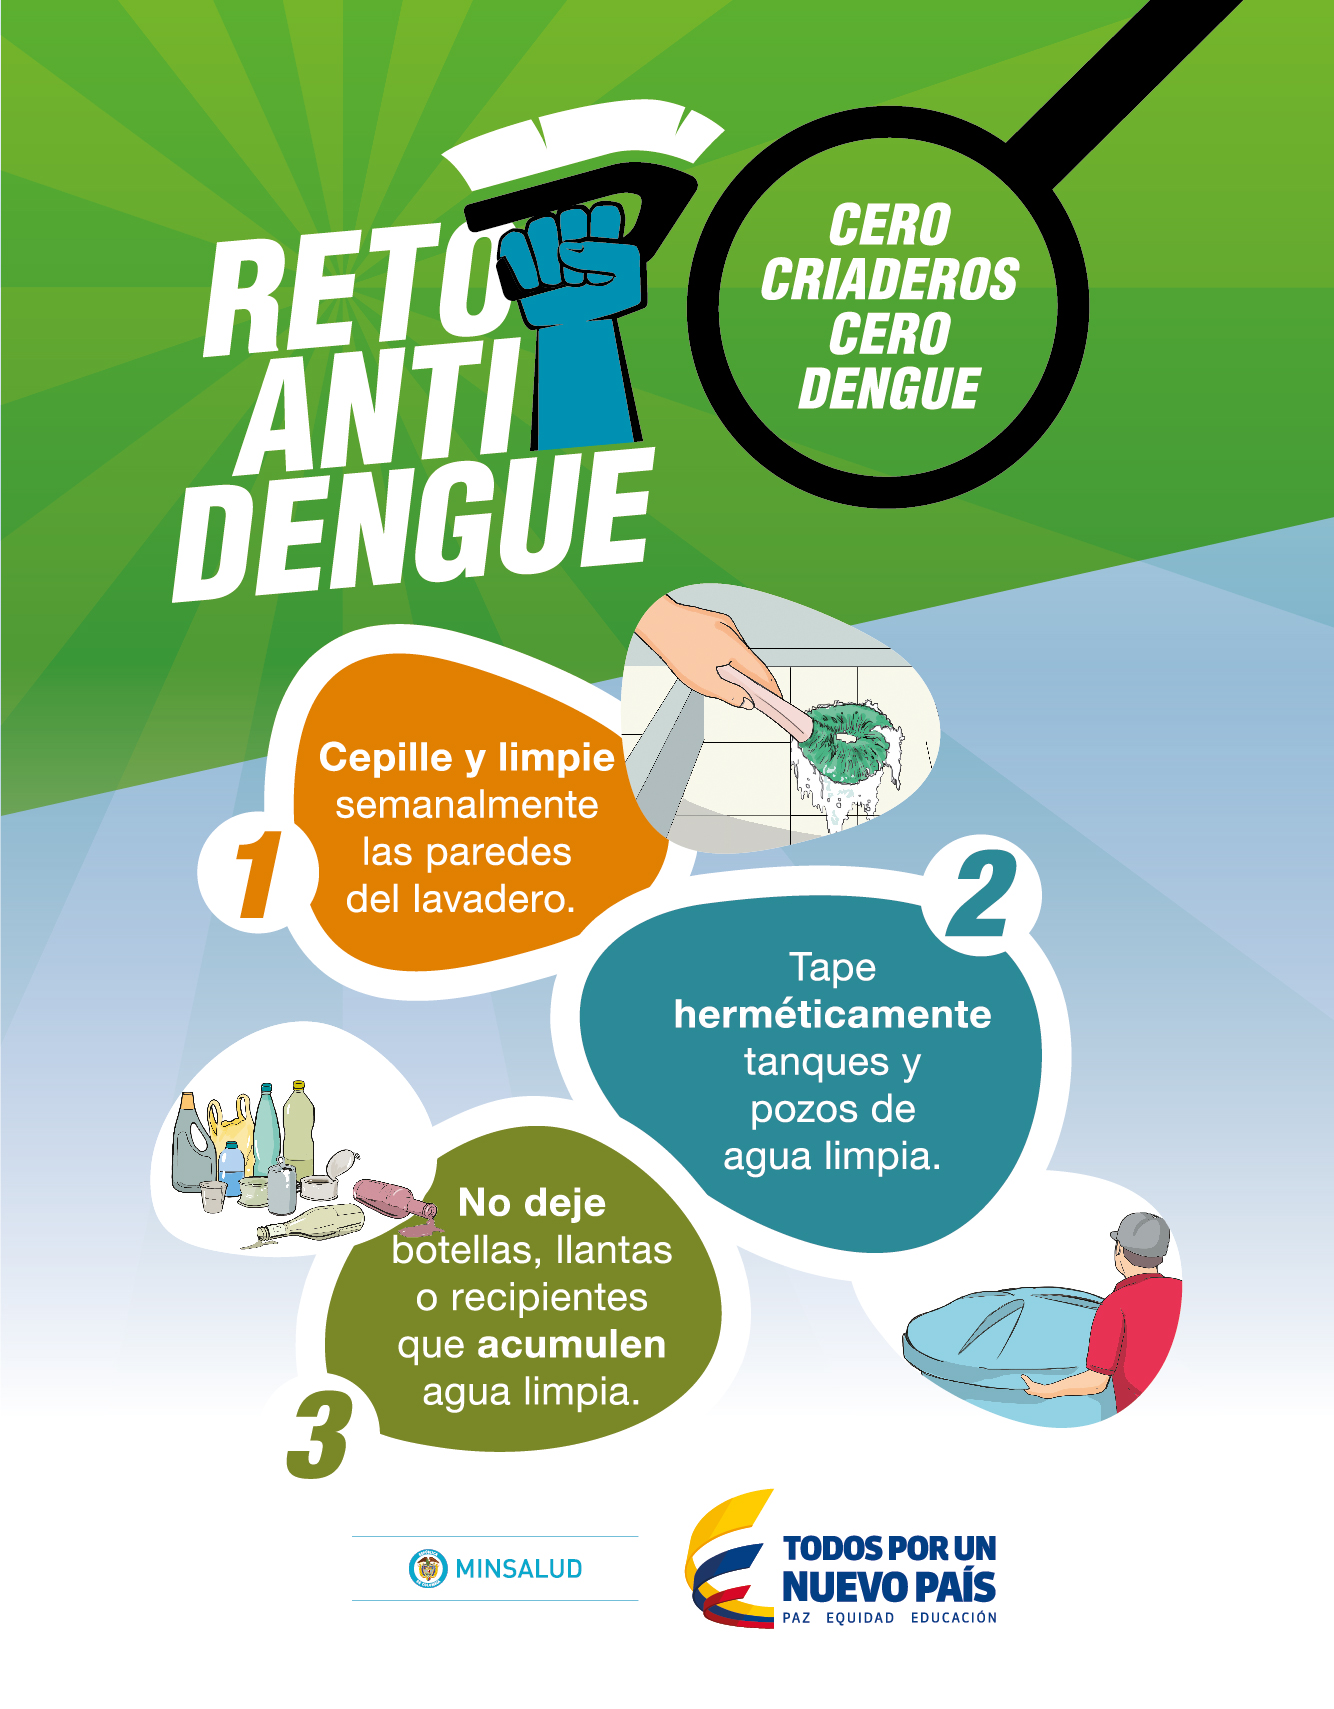 RETO
ANTI
DENGUE
CERO
CRIADEROS
CERO
DENGUE
1
Cepille y limpie
semanalmente
las paredes
del lavadero.
2
Tape
herméticamente
tanques y
pozos de
agua limpia.
3
No deje
botellas, llantas
o recipientes
que acumulen
agua limpia.
MINSALUD
TODOS POR UN
NUEVO PAÍS
PAZ EQUIDAD EDUCACIÓN